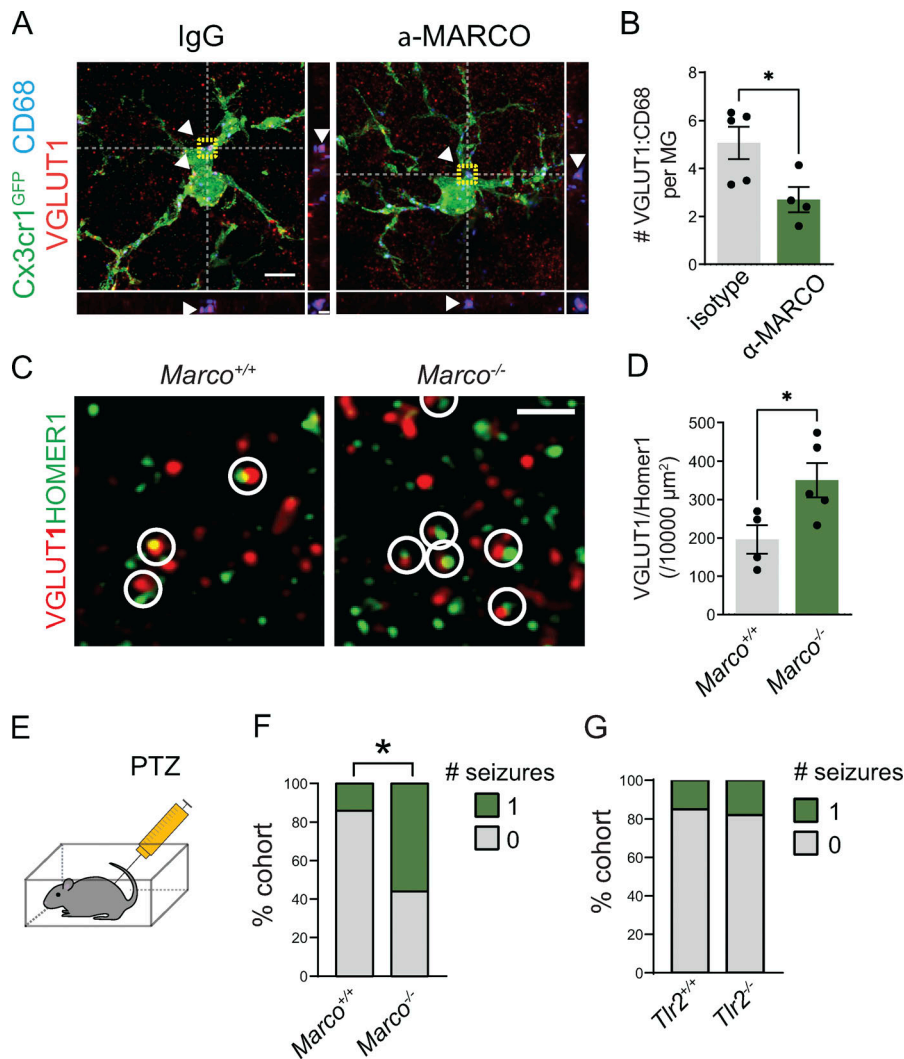 A
IgG
a-MARCO
Cx3cr1GFP CD68
VGLUT1
B
# VGLUT1:CD68
per MG
8
6
4
2
0
*
isotype
α-MARCO
C
Marco+/+
Marco-/-
VGLUT1HOMER1
D
VGLUT1/Homer1
(/10000 µm²)
500
400
300
200
100
0
*
Marco+/+
Marco-/-
E
PTZ
F
*
# seizures
1
0
% cohort
100
80
60
40
20
0
Marco+/+
Marco-/-
G
# seizures
1
0
% cohort
100
80
60
40
20
0
Tlr2+/+
Tlr2-/-